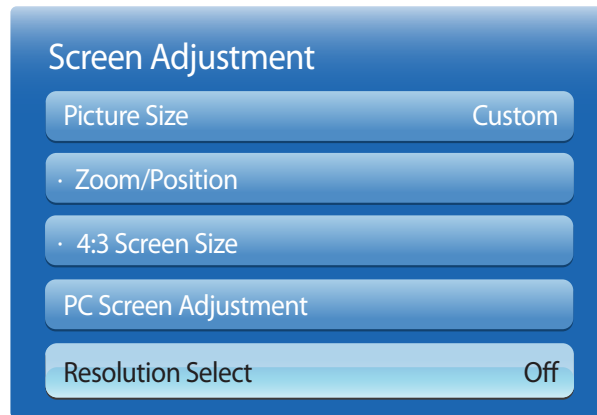 Screen Adjustment
Picture Size Custom
· Zoom/Position
· 4:3 Screen Size
PC Screen Adjustment
Resolution Select Off